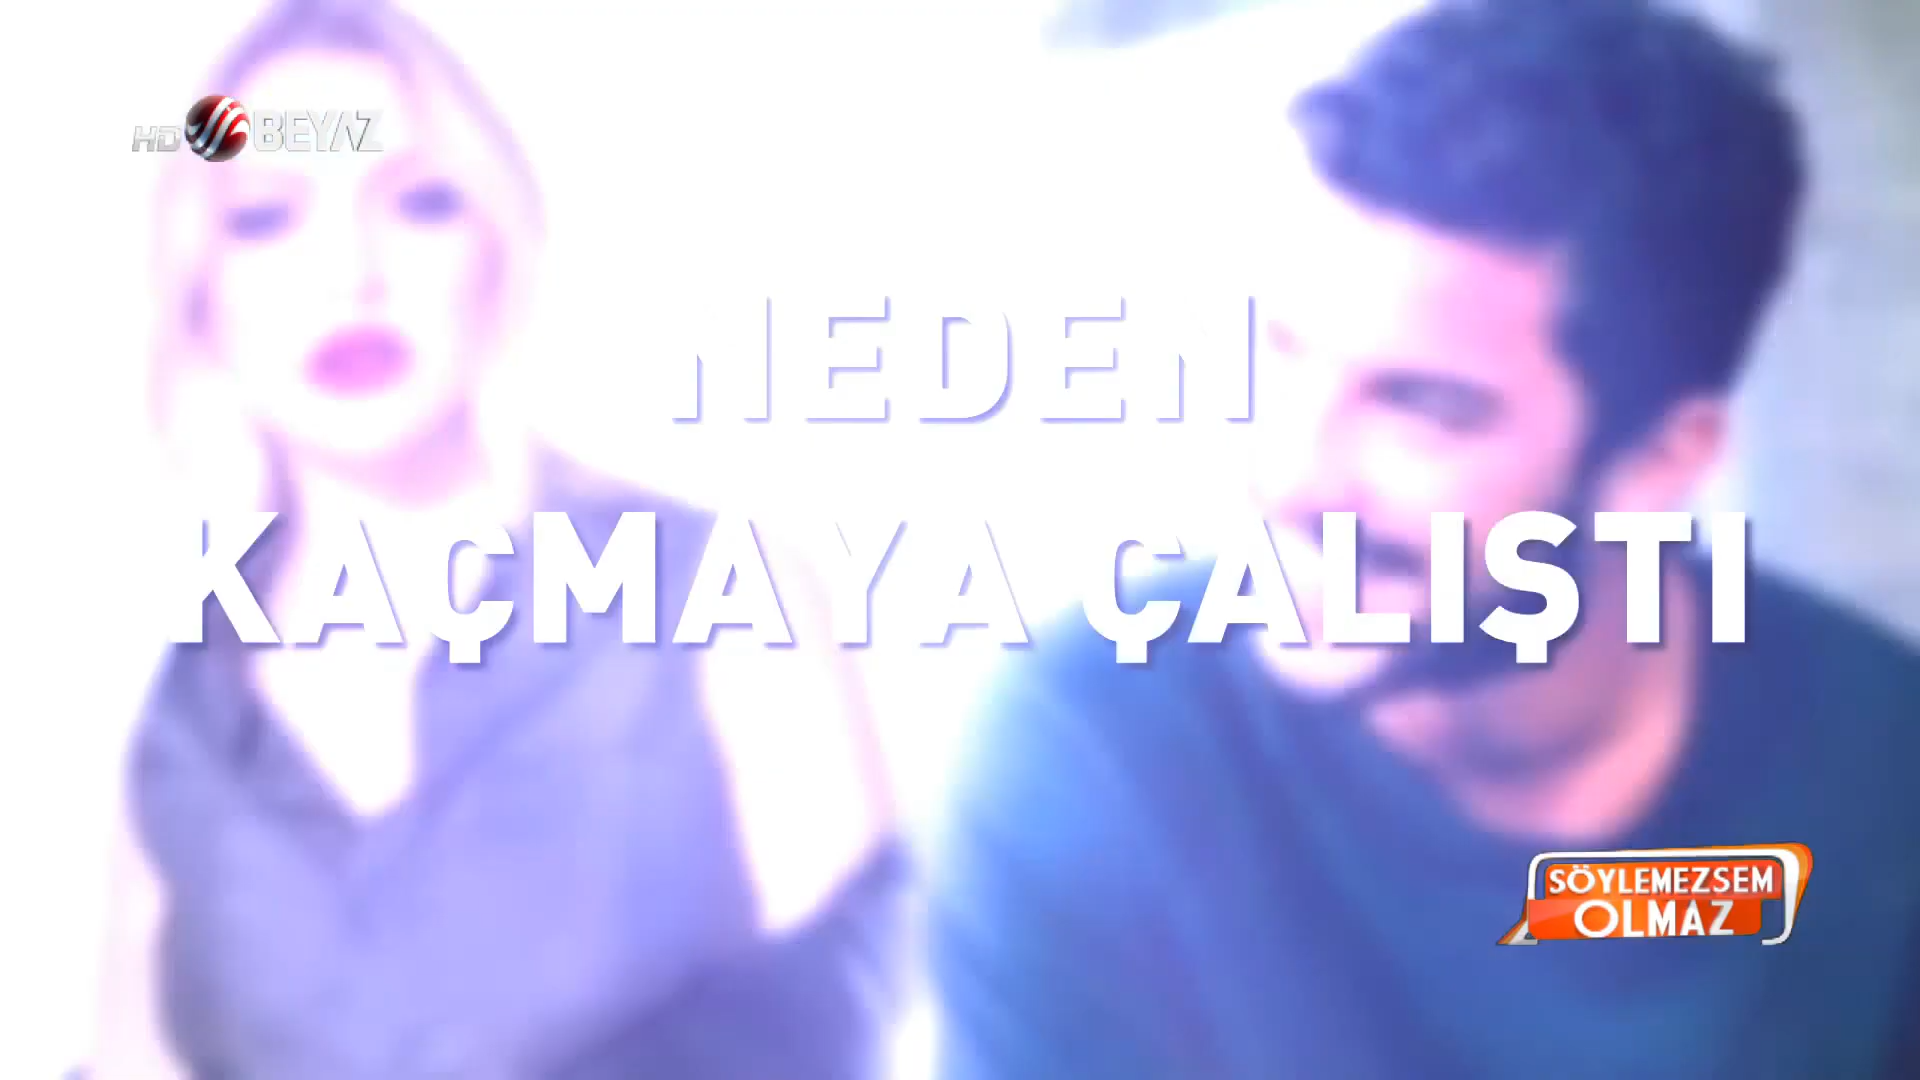 HD BEYAZ
NEDEN
KAÇMAYA ÇALIŞTI
SÖYLEMEZSEM
OLMAZ